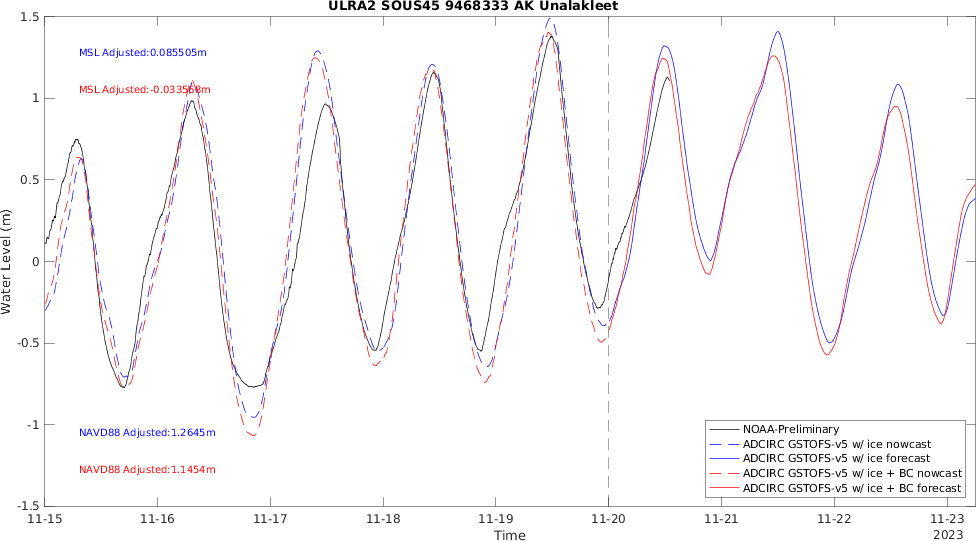 ULRA2 SOUS45 9468333 AK Unalakleet
1.5
1
0.5
0
-0.5
-1
-1.5
Water Level (m)
MSL Adjusted:0.085505m
MSL Adjusted:-0.033568m
NAVD88 Adjusted:1.2645m
NAVD88 Adjusted:1.1454m
NOAA-Preliminary
ADCIRC GSTOFS-v5 w/ ice nowcast
ADCIRC GSTOFS-v5 w/ ice forecast
ADCIRC GSTOFS-v5 w/ ice + BC nowcast
ADCIRC GSTOFS-v5 w/ ice + BC forecast
11-15 11-16 11-17 11-18 11-19 11-20 11-21 11-22 11-23
Time 2023